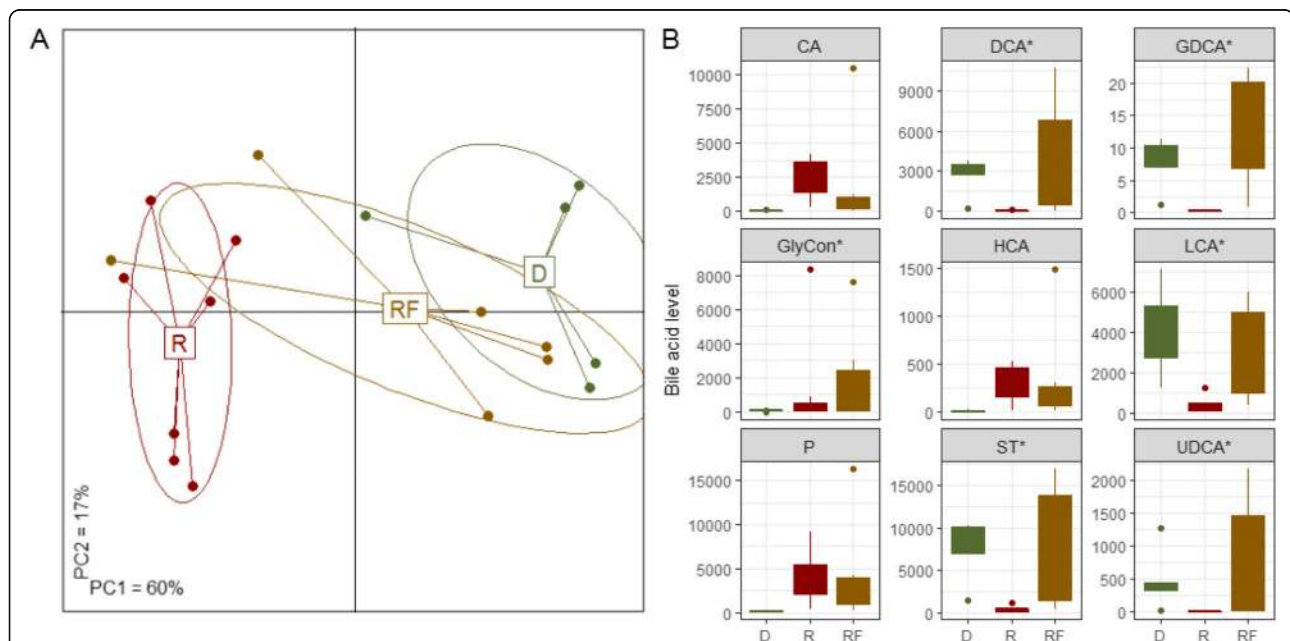 A
R
RF
D
PC2 = 17%
PC1 = 60%
B
Bile acid level
CA
10000
7500
5000
2500
0
DCA*
9000
6000
3000
0
GDCA*
20
15
10
5
0
GlyCon*
8000
6000
4000
2000
0
HCA
1500
1000
500
0
LCA*
6000
4000
2000
0
P
15000
10000
5000
0
ST*
15000
10000
5000
0
UDCA*
2000
1500
1000
500
0
D R RF
D R RF
D R RF